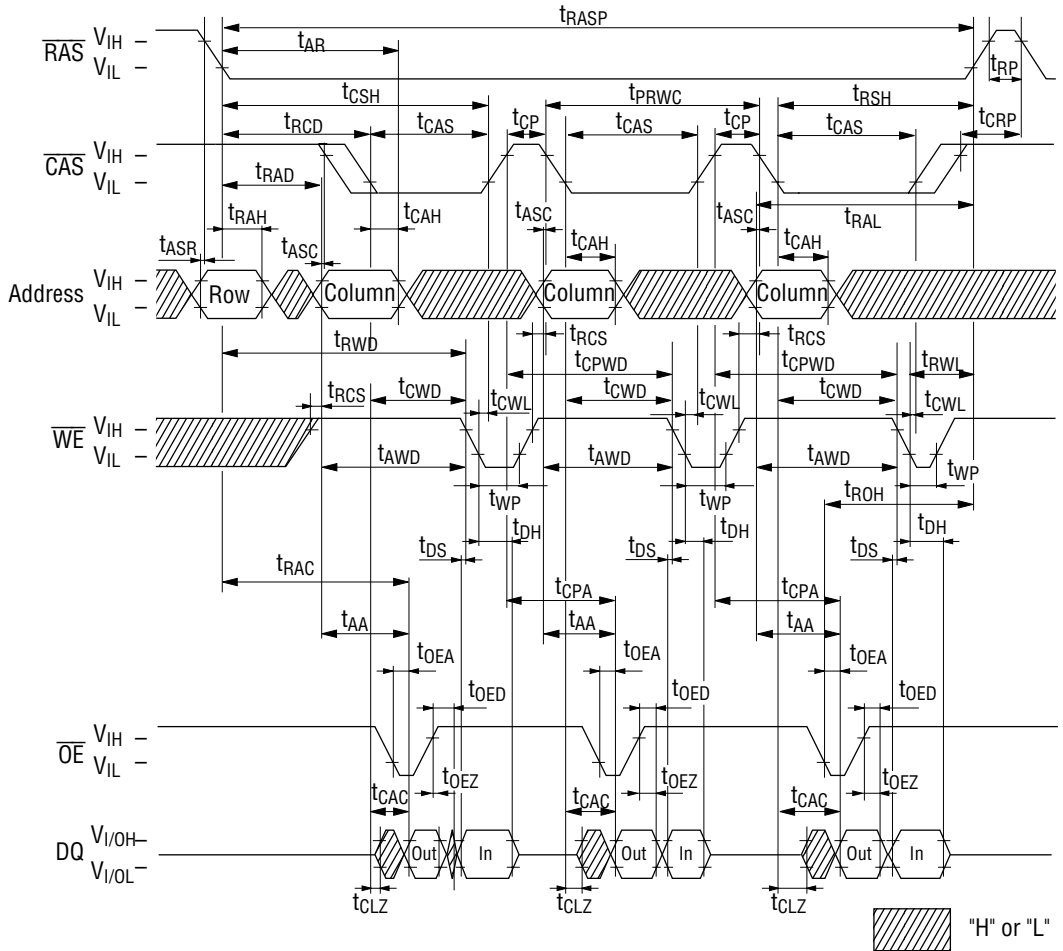 tRASP
RAS VIH
VIL
tAR
tRP
tCSH
tPRWC
tRSH
tRCD
tCAS
tCP
tCAS
tCP
tCAS
tCRP
CAS VIH
VIL
tRAD
tCAH
tRAL
tRAH
tASC
tASC
tASR
tASC
tCAH
tCAH
Address VIH
VIL
Row
Column
Column
Column
tRWD
tRCS
tRCS
tCPWD
tCPWD
tRWL
tRCS
tCWD
tCWL
tCWD
tCWL
tCWD
tCWL
WE VIH
VIL
tAWD
tAWD
tAWD
tWP
tWP
tWP
tROH
tDH
tDH
tDH
tDS
tDS
tDS
tRAC
tCPA
tCPA
tAA
tAA
tAA
tOEA
tOEA
tOEA
tOED
tOED
tOED
OE VIH
VIL
tOEZ
tOEZ
tOEZ
tCAC
tCAC
tCAC
DQ VI/OH
VI/OL
Out
In
Out
In
Out
In
tCLZ
tCLZ
tCLZ
"H" or "L"